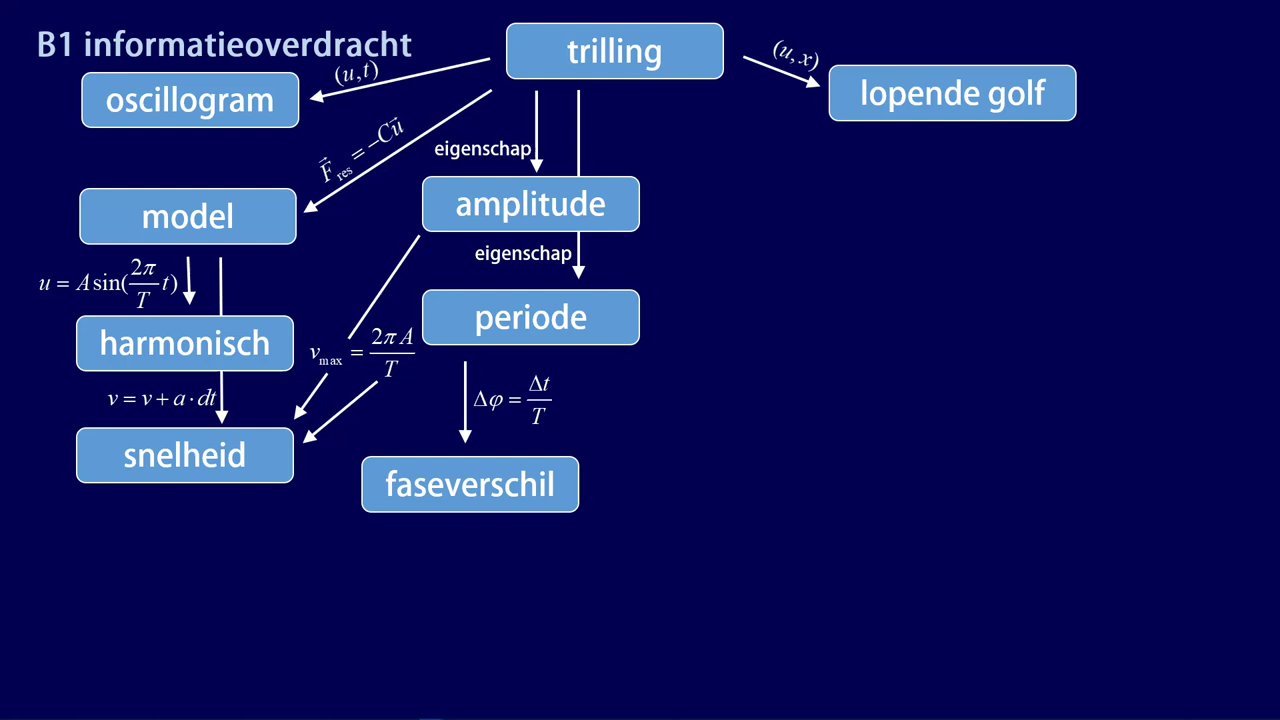 B1 informatieoverdracht
trilling
(u,t)
(u,x)
oscillogram
lopende golf
F⃗res = −Cu⃗
eigenschap
model
amplitude
eigenschap
u = A sin(2π/T t)
periode
harmonisch
vmax = 2πA/T
v = v + a · dt
Δφ = Δt/T
snelheid
faseverschil